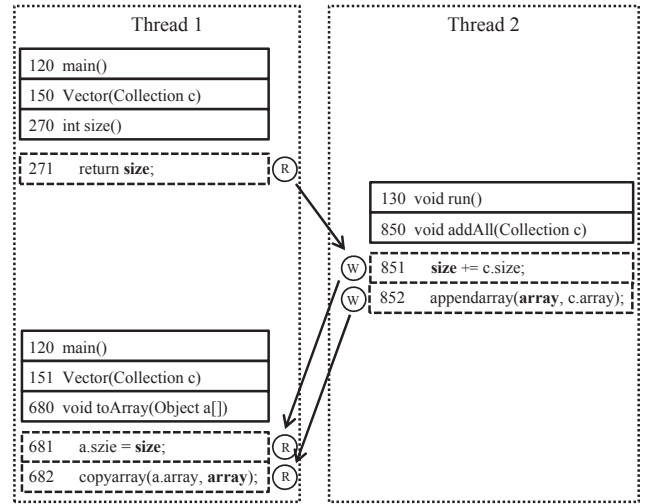 Thread 1
120 main()
150 Vector(Collection c)
270 int size()
271 return size;
R
120 main()
151 Vector(Collection c)
680 void toArray(Object a[])
681 a.szie = size;
R
682 copyarray(a.array, array);
R
Thread 2
130 void run()
850 void addAll(Collection c)
W
851 size += c.size;
W
852 appendarray(array, c.array);